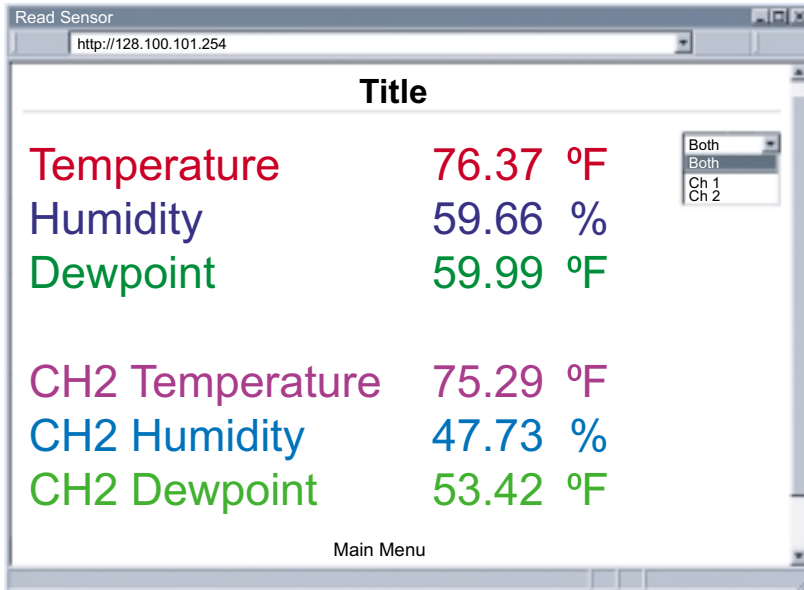 Read Sensor
http://128.100.101.254
Title
Temperature 76.37 ºF
Humidity 59.66 %
Dewpoint 59.99 ºF
Both
Both
Ch 1
Ch 2
CH2 Temperature 75.29 ºF
CH2 Humidity 47.73 %
CH2 Dewpoint 53.42 ºF
Main Menu